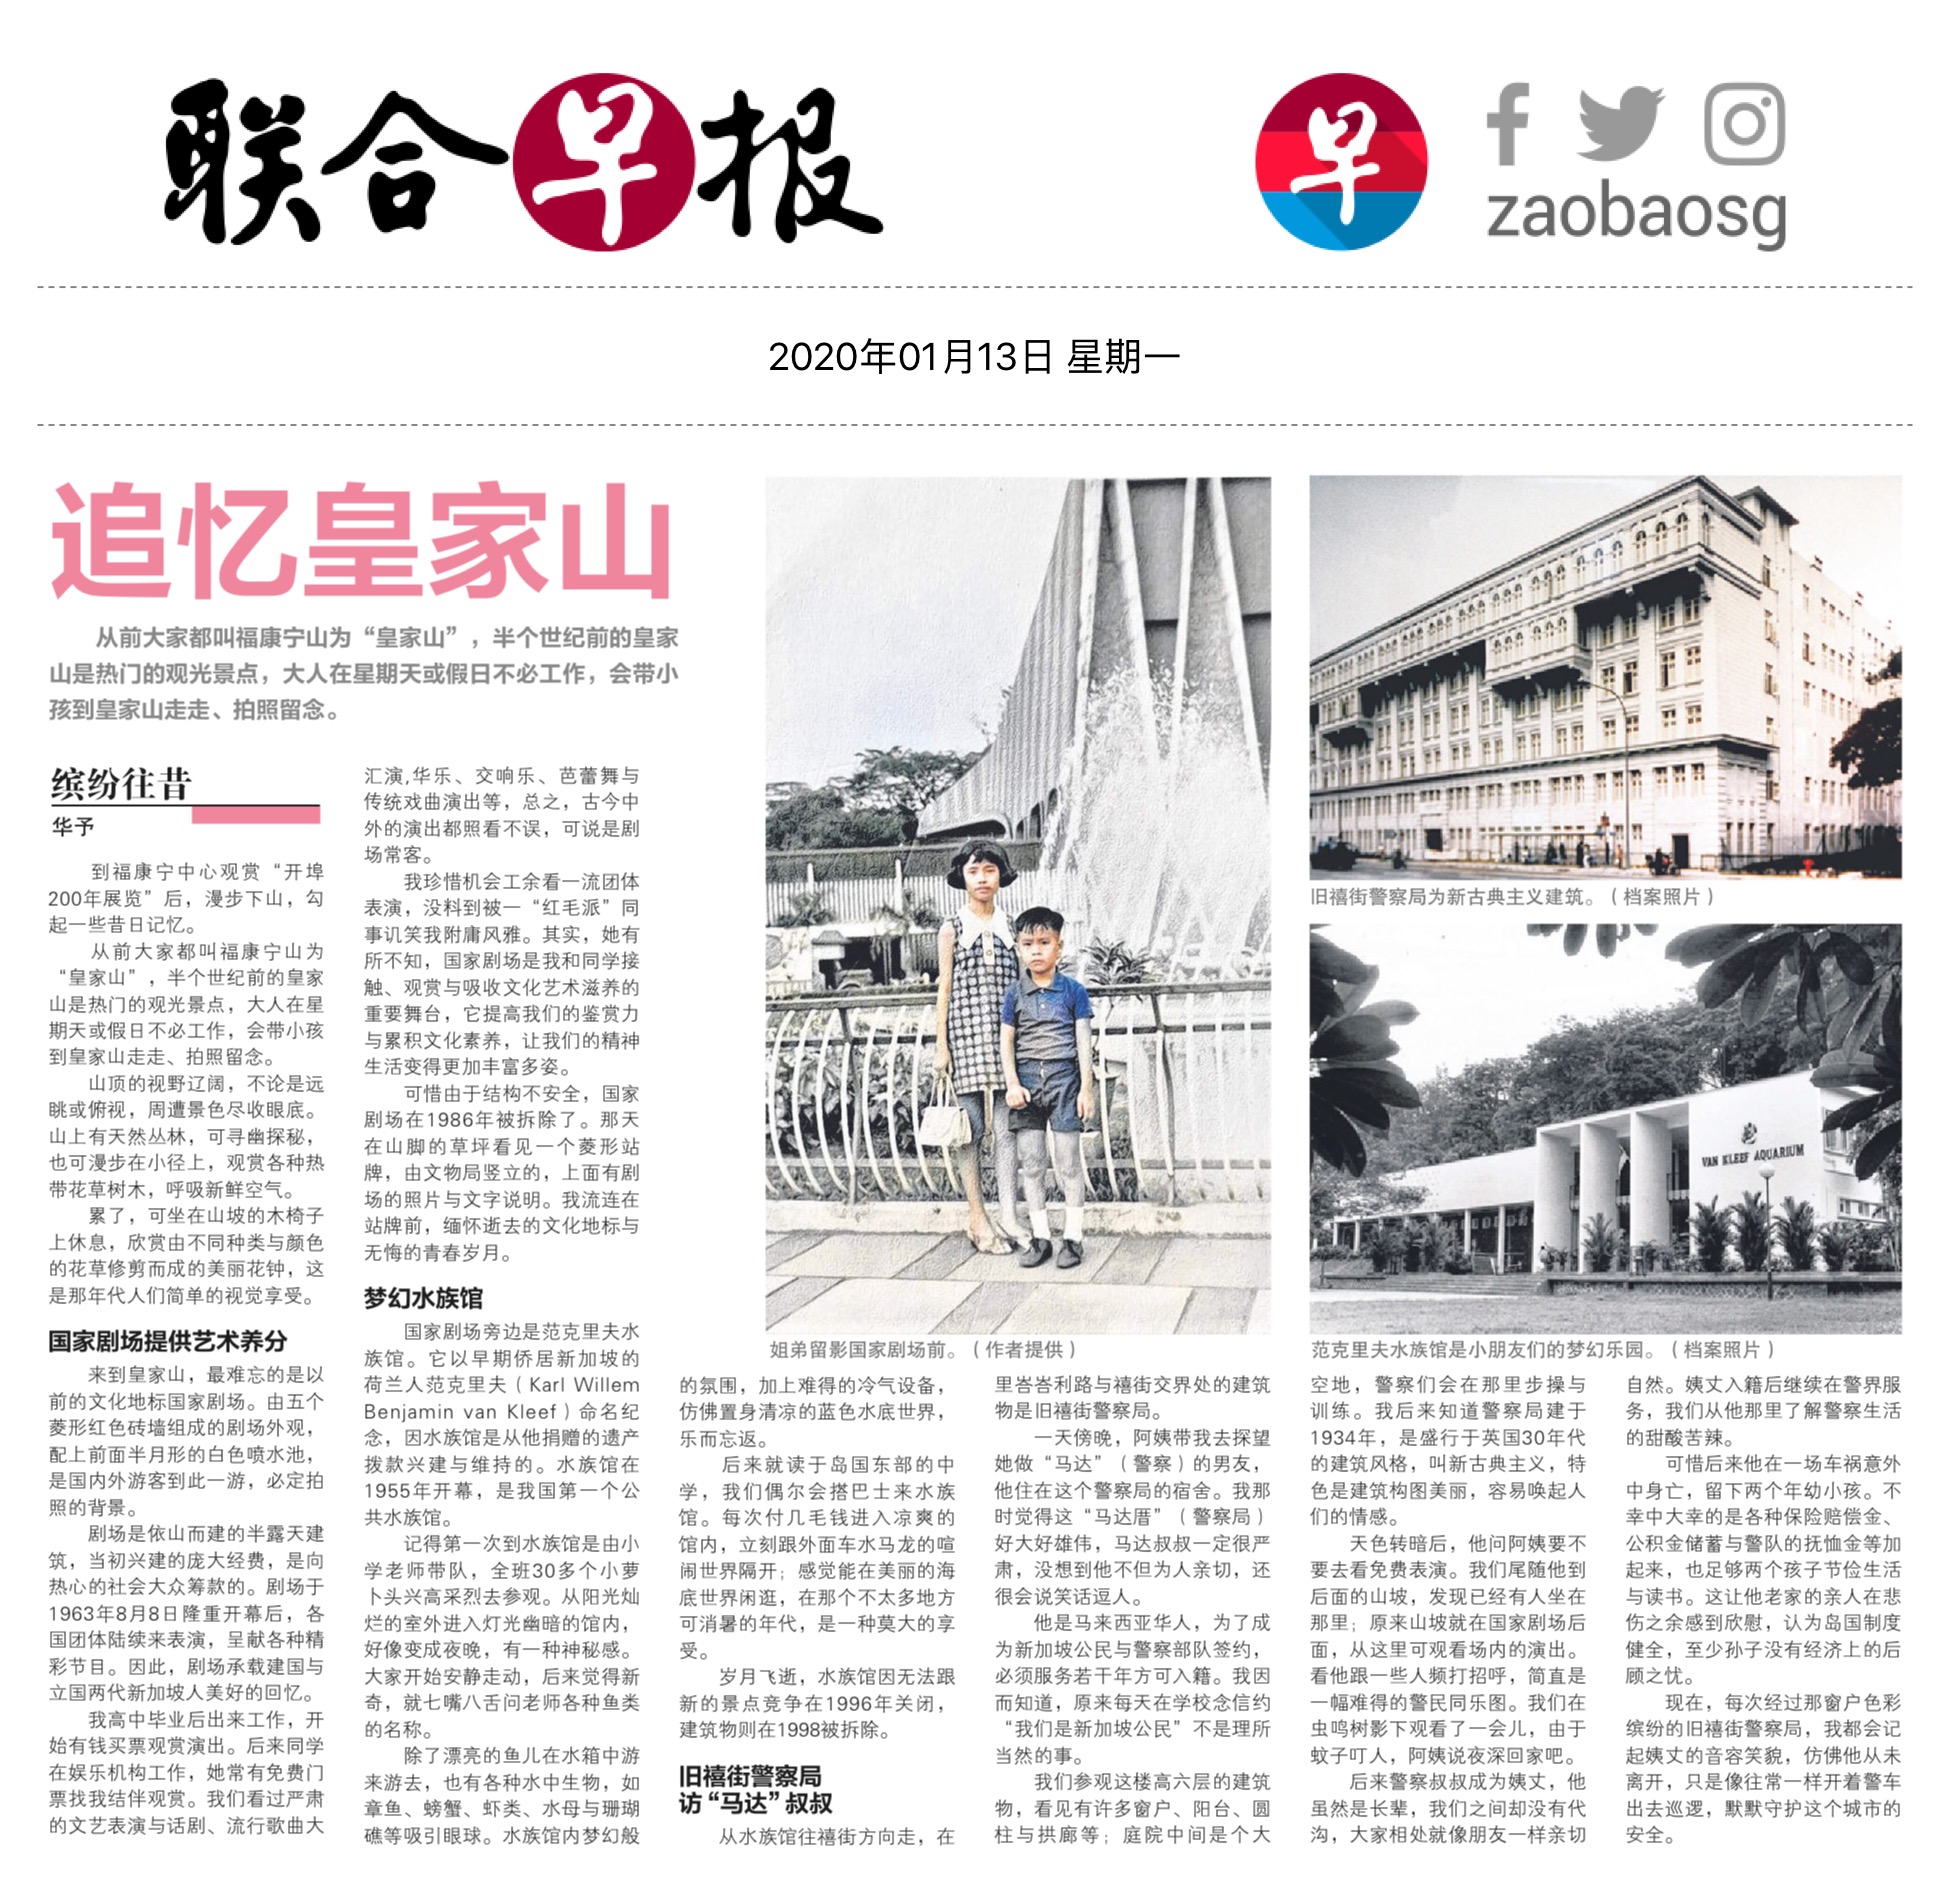 联合早报
早
zaobaosg
2020年01月13日 星期一
追忆皇家山
从前大家都叫福康宁山为“皇家山”，半个世纪前的皇家
山是热门的观光景点，大人在星期天或假日不必工作，会带小
孩到皇家山走走、拍照留念。
缤纷往昔
华予
到福康宁中心观赏“开埠
200年展览”后，漫步下山，勾
起一些昔日记忆。
从前大家都叫福康宁山为
“皇家山”，半个世纪前的皇家
山是热门的观光景点，大人在星
期天或假日不必工作，会带小孩
到皇家山走走、拍照留念。
山顶的视野辽阔，不论是远
眺或俯视，周遭景色尽收眼底。
山上有天然丛林，可寻幽探秘，
也可漫步在小径上，观赏各种热
带花草树木，呼吸新鲜空气。
累了，可坐在山坡的木椅子
上休息，欣赏由不同种类与颜色
的花草修剪而成的美丽花钟，这
是那年代人们简单的视觉享受。
国家剧场提供艺术养分
来到皇家山，最难忘的是以
前的文化地标国家剧场。由五个
菱形红色砖墙组成的剧场外观，
配上前面半月形的白色喷水池，
是国内外游客到此一游，必定拍
照的背景。
剧场是依山而建的半露天建
筑，当初兴建的庞大经费，是向
热心的社会大众筹款的。剧场于
1963年8月8日隆重开幕后，各
国团体陆续来表演，呈献各种精
彩节目。因此，剧场承载建国与
立国两代新加坡人美好的回忆。
我高中毕业后出来工作，开
始有钱买票观赏演出。后来同学
在娱乐机构工作，她常有免费门
票找我结伴观赏。我们看过严肃
的文艺表演与话剧、流行歌曲大
汇演,华乐、交响乐、芭蕾舞与
传统戏曲演出等，总之，古今中
外的演出都照看不误，可说是剧
场常客。
我珍惜机会工余看一流团体
表演，没料到被一“红毛派”同
事讥笑我附庸风雅。其实，她有
所不知，国家剧场是我和同学接
触、观赏与吸收文化艺术滋养的
重要舞台，它提高我们的鉴赏力
与累积文化素养，让我们的精神
生活变得更加丰富多姿。
可惜由于结构不安全，国家
剧场在1986年被拆除了。那天
在山脚的草坪看见一个菱形站
牌，由文物局竖立的，上面有剧
场的照片与文字说明。我流连在
站牌前，缅怀逝去的文化地标与
无悔的青春岁月。
梦幻水族馆
国家剧场旁边是范克里夫水
族馆。它以早期侨居新加坡的
荷兰人范克里夫（Karl Willem
Benjamin van Kleef）命名纪
念，因水族馆是从他捐赠的遗产
拨款兴建与维持的。水族馆在
1955年开幕，是我国第一个公
共水族馆。
记得第一次到水族馆是由小
学老师带队，全班30多个小萝
卜头兴高采烈去参观。从阳光灿
烂的室外进入灯光幽暗的馆内，
好像变成夜晚，有一种神秘感。
大家开始安静走动，后来觉得新
奇，就七嘴八舌问老师各种鱼类
的名称。
除了漂亮的鱼儿在水箱中游
来游去，也有各种水中生物，如
章鱼、螃蟹、虾类、水母与珊瑚
礁等吸引眼球。水族馆内梦幻般
姐弟留影国家剧场前。（作者提供）
旧禧街警察局为新古典主义建筑。（档案照片）
VAN KLEEF AQUARIUM
范克里夫水族馆是小朋友们的梦幻乐园。（档案照片）
的氛围，加上难得的冷气设备，
仿佛置身清凉的蓝色水底世界，
乐而忘返。
后来就读于岛国东部的中
学，我们偶尔会搭巴士来水族
馆。每次付几毛钱进入凉爽的
馆内，立刻跟外面车水马龙的喧
闹世界隔开；感觉能在美丽的海
底世界闲逛，在那个不太多地方
可消暑的年代，是一种莫大的享
受。
岁月飞逝，水族馆因无法跟
新的景点竞争在1996年关闭，
建筑物则在1998被拆除。
旧禧街警察局
访“马达”叔叔
从水族馆往禧街方向走，在
里峇峇利路与禧街交界处的建筑
物是旧禧街警察局。
一天傍晚，阿姨带我去探望
她做“马达”（警察）的男友，
他住在这个警察局的宿舍。我那
时觉得这“马达厝”（警察局）
好大好雄伟，马达叔叔一定很严
肃，没想到他不但为人亲切，还
很会说笑话逗人。
他是马来西亚华人，为了成
为新加坡公民与警察部队签约，
必须服务若干年方可入籍。我因
而知道，原来每天在学校念信约
“我们是新加坡公民”不是理所
当然的事。
我们参观这楼高六层的建筑
物，看见有许多窗户、阳台、圆
柱与拱廊等；庭院中间是个大
空地，警察们会在那里步操与
训练。我后来知道警察局建于
1934年，是盛行于英国30年代
的建筑风格，叫新古典主义，特
色是建筑构图美丽，容易唤起人
们的情感。
天色转暗后，他问阿姨要不
要去看免费表演。我们尾随他到
后面的山坡，发现已经有人坐在
那里；原来山坡就在国家剧场后
面，从这里可观看场内的演出。
看他跟一些人频打招呼，简直是
一幅难得的警民同乐图。我们在
虫鸣树影下观看了一会儿，由于
蚊子叮人，阿姨说夜深回家吧。
后来警察叔叔成为姨丈，他
虽然是长辈，我们之间却没有代
沟，大家相处就像朋友一样亲切
自然。姨丈入籍后继续在警界服
务，我们从他那里了解警察生活
的甜酸苦辣。
可惜后来他在一场车祸意外
中身亡，留下两个年幼小孩。不
幸中大幸的是各种保险赔偿金、
公积金储蓄与警队的抚恤金等加
起来，也足够两个孩子节俭生活
与读书。这让他老家的亲人在悲
伤之余感到欣慰，认为岛国制度
健全，至少孙子没有经济上的后
顾之忧。
现在，每次经过那窗户色彩
缤纷的旧禧街警察局，我都会记
起姨丈的音容笑貌，仿佛他从未
离开，只是像往常一样开着警车
出去巡逻，默默守护这个城市的
安全。